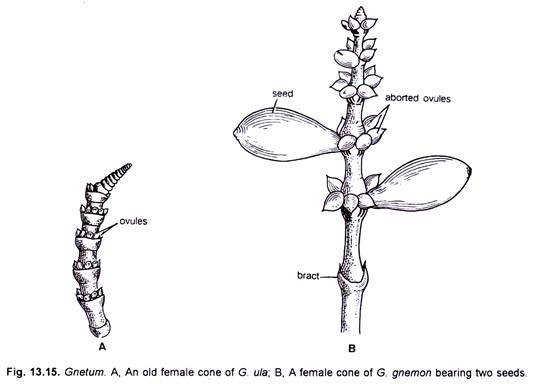 seed
aborted ovules
ovules
bract
A
B
Fig. 13.15. Gnetum. A, An old female cone of G. ula; B, A female cone of G. gnemon bearing two seeds.